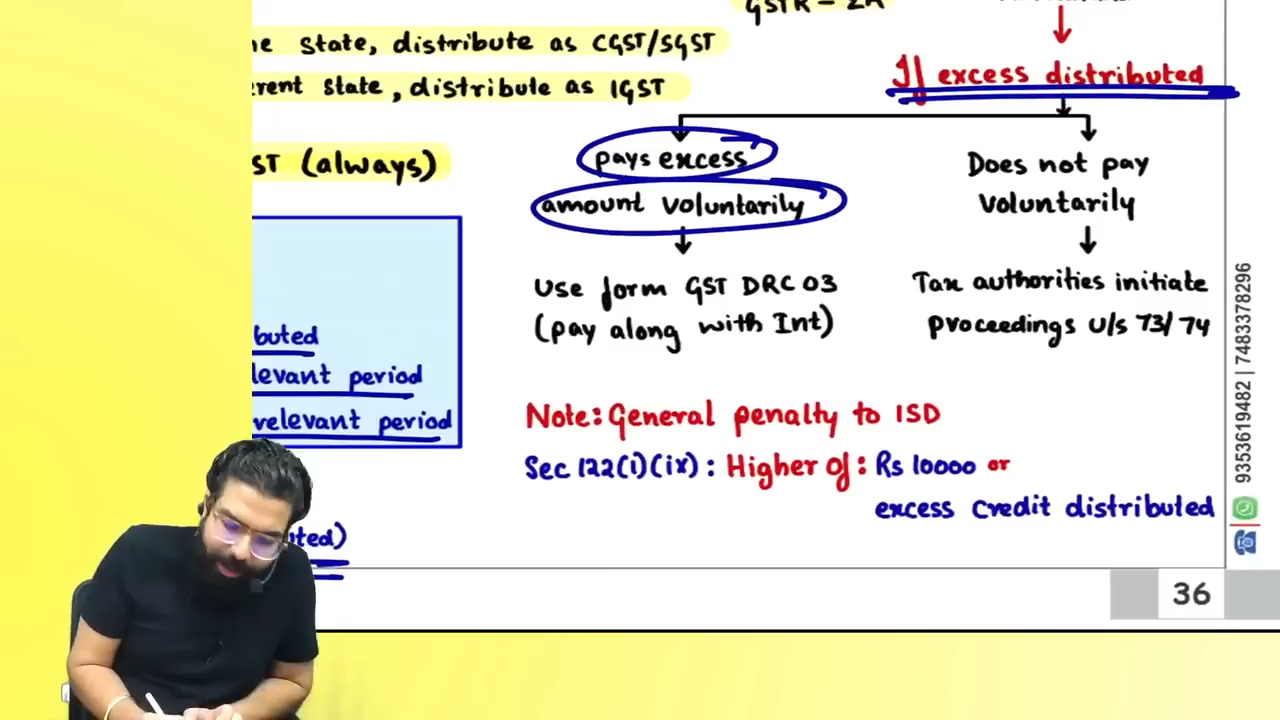 GSTR-2A
State, distribute as CGST/SGST
State, distribute as IGST
ST (always)
If excess distributed
pays excess
amount voluntarily
Does not pay
Voluntarily
Use form GST DRC 03
(pay along with Int)
Tax authorities initiate
Proceedings u/s 73/74
buted
levant period
relevant period
uted)
Note: General penalty to ISD
Sec 122(1)(ix): Higher of: Rs 10000 or
excess credit distributed
9353619482 | 7483378296
36